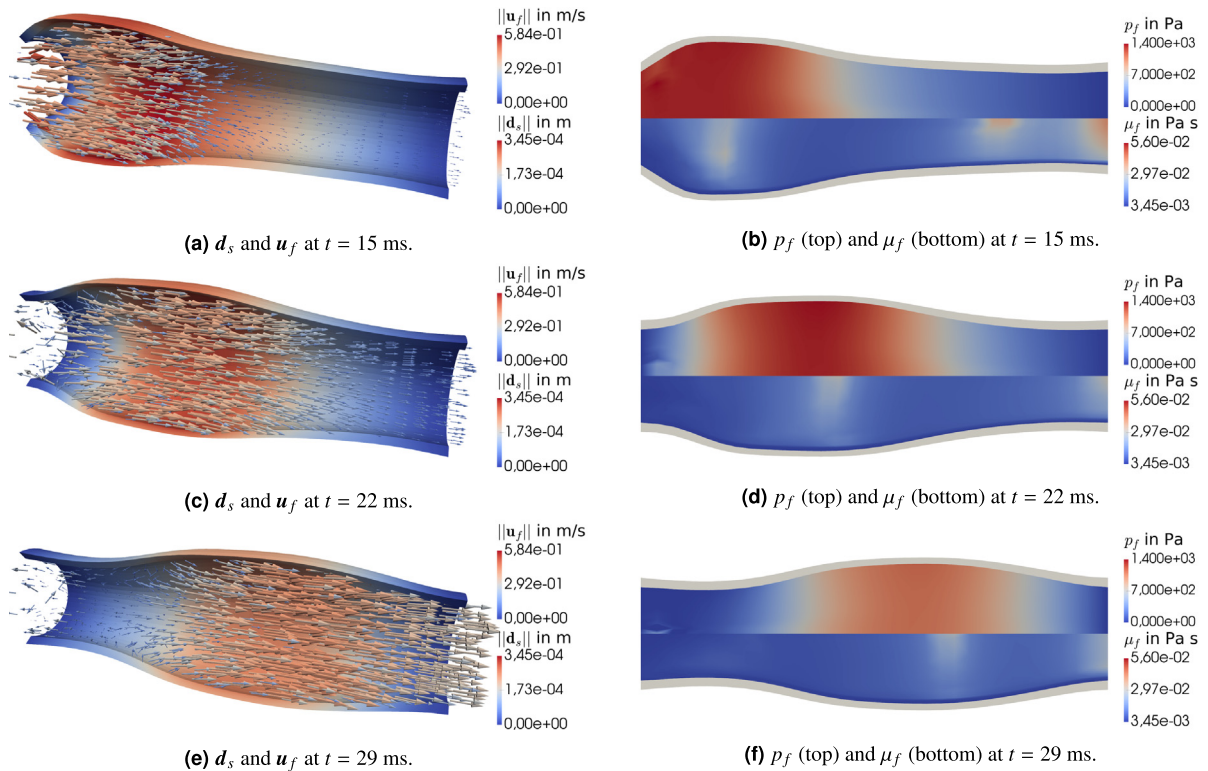 ||u_f|| in m/s
5,84e-01
2,92e-01
0,00e+00
||d_s|| in m
3,45e-04
1,73e-04
0,00e+00
(a) d_s and u_f at t = 15 ms.
p_f in Pa
1,400e+03
7,000e+02
0,000e+00
μ_f in Pa s
5,60e-02
2,97e-02
3,45e-03
(b) p_f (top) and μ_f (bottom) at t = 15 ms.
||u_f|| in m/s
5,84e-01
2,92e-01
0,00e+00
||d_s|| in m
3,45e-04
1,73e-04
0,00e+00
(c) d_s and u_f at t = 22 ms.
p_f in Pa
1,400e+03
7,000e+02
0,000e+00
μ_f in Pa s
5,60e-02
2,97e-02
3,45e-03
(d) p_f (top) and μ_f (bottom) at t = 22 ms.
||u_f|| in m/s
5,84e-01
2,92e-01
0,00e+00
||d_s|| in m
3,45e-04
1,73e-04
0,00e+00
(e) d_s and u_f at t = 29 ms.
p_f in Pa
1,400e+03
7,000e+02
0,000e+00
μ_f in Pa s
5,60e-02
2,97e-02
3,45e-03
(f) p_f (top) and μ_f (bottom) at t = 29 ms.